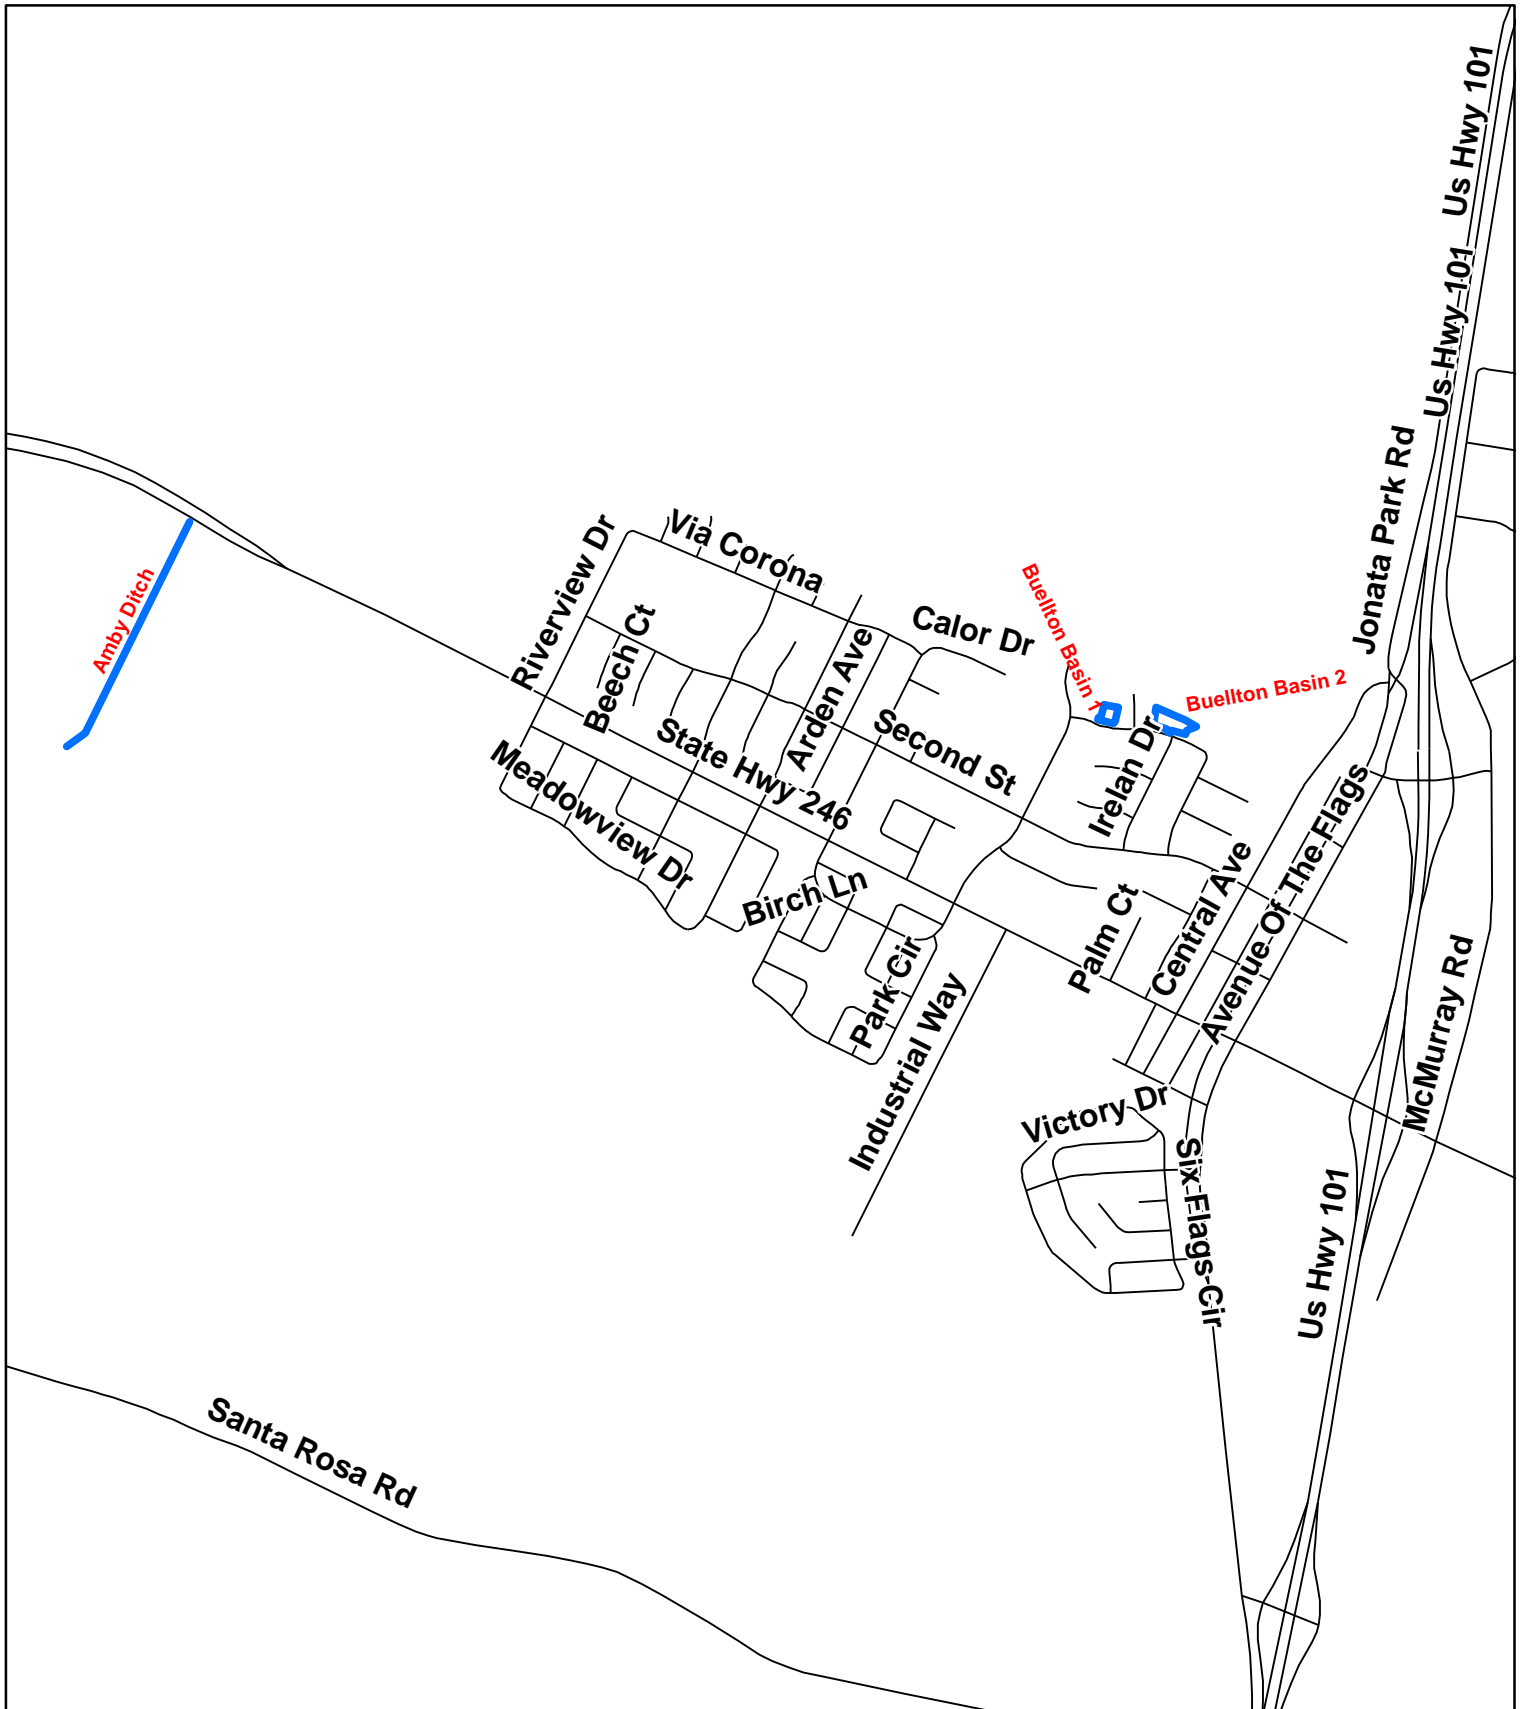 Us Hwy 101
Us Hwy 101
Jonata Park Rd
Via Corona
Riverview Dr
Amby Ditch
Beech Ct
Calor Dr
Buellton Basin 1
Buellton Basin 2
Arden Ave
Second St
State Hwy 246
Meadowview Dr
Irelan Dr
Birch Ln
Palm Ct
Central Ave
Avenue Of The Flags
Park Cir
Industrial Way
McMurray Rd
Victory Dr
Six Flags Cir
Us Hwy 101
Santa Rosa Rd